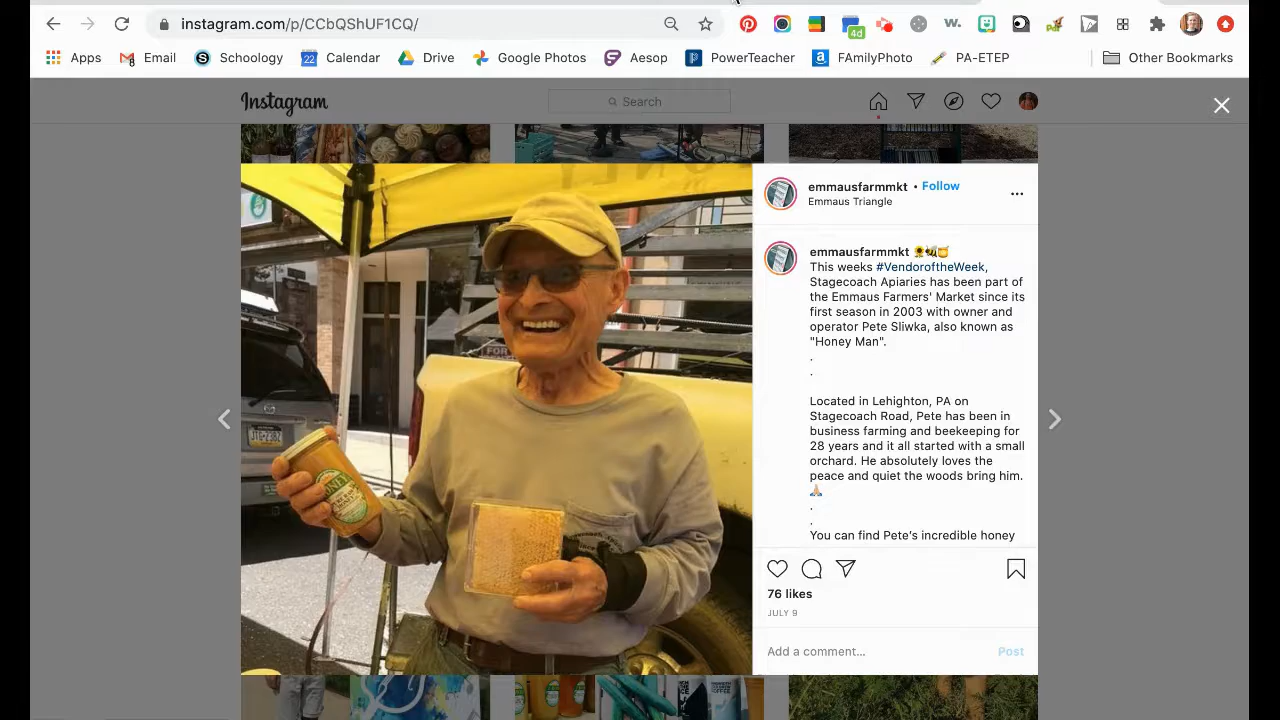 instagram.com/p/CCbQShUF1CQ/
4d
w.
Apps Email Schoology 22 Calendar Drive Google Photos Aesop PowerTeacher FAmilyPhoto PA-ETEP Other Bookmarks
Instagram
Search
emmausfarmmkt • Follow
Emmaus Triangle
emmausfarmmkt 🌻🐝🍯
This weeks #VendoroftheWeek,
Stagecoach Apiaries has been part of
the Emmaus Farmers' Market since its
first season in 2003 with owner and
operator Pete Sliwka, also known as
"Honey Man".
.
.
Located in Lehighton, PA on
Stagecoach Road, Pete has been in
business farming and beekeeping for
28 years and it all started with a small
orchard. He absolutely loves the
peace and quiet the woods bring him.
🙏🏼
.
.
You can find Pete's incredible honey
76 likes
JULY 9
Add a comment... Post
FOR
HONEY